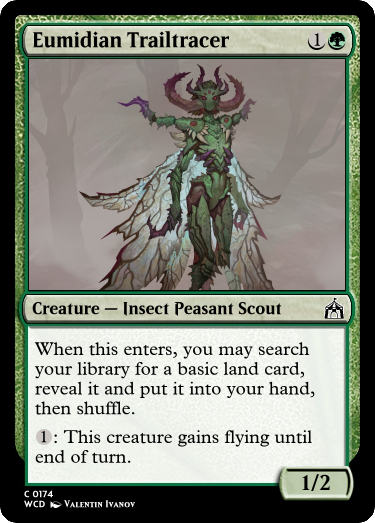 Eumidian Trailtracer 1
Creature — Insect Peasant Scout
When this enters, you may search
your library for a basic land card,
reveal it and put it into your hand,
then shuffle.
1: This creature gains flying until
end of turn.
1/2
C 0174
WCD Valentin Ivanov